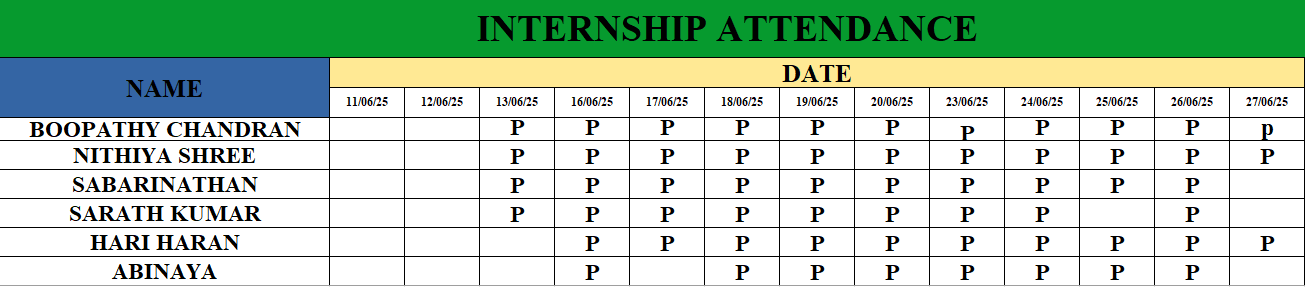 INTERNSHIP ATTENDANCE
NAME DATE
11/06/25 12/06/25 13/06/25 16/06/25 17/06/25 18/06/25 19/06/25 20/06/25 23/06/25 24/06/25 25/06/25 26/06/25 27/06/25
BOOPATHY CHANDRAN P P P P P P P P P P p
NITHIYA SHREE P P P P P P P P P P P
SABARINATHAN P P P P P P P P P P
SARATH KUMAR P P P P P P P P P
HARI HARAN P P P P P P P P P P
ABINAYA P P P P P P P P